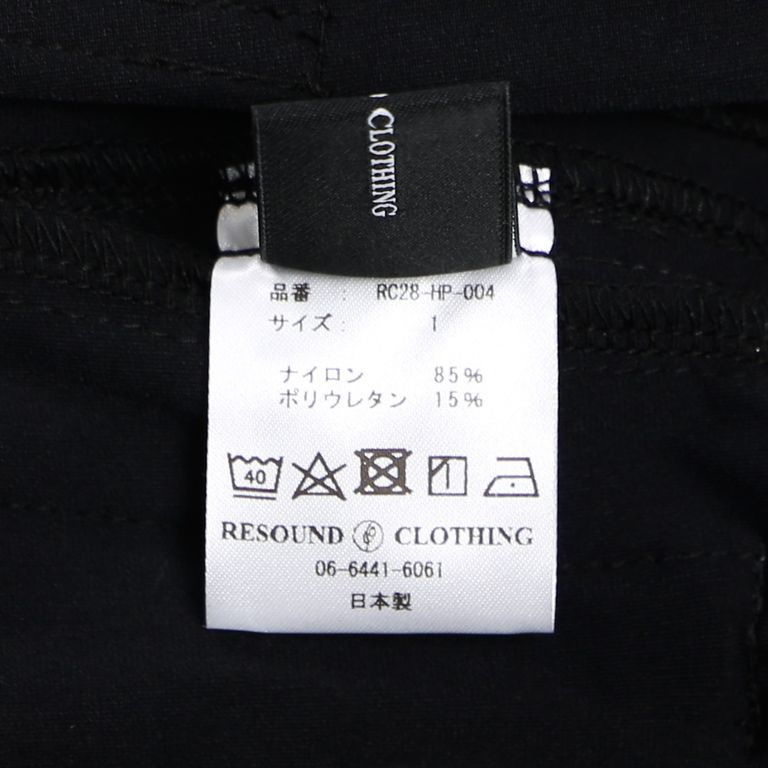 CLOTHING
品番 : RC28-HP-004
サイズ: 1
ナイロン 85%
ポリウレタン 15%
40
RESOUND CLOTHING
06-6441-6061
日本製